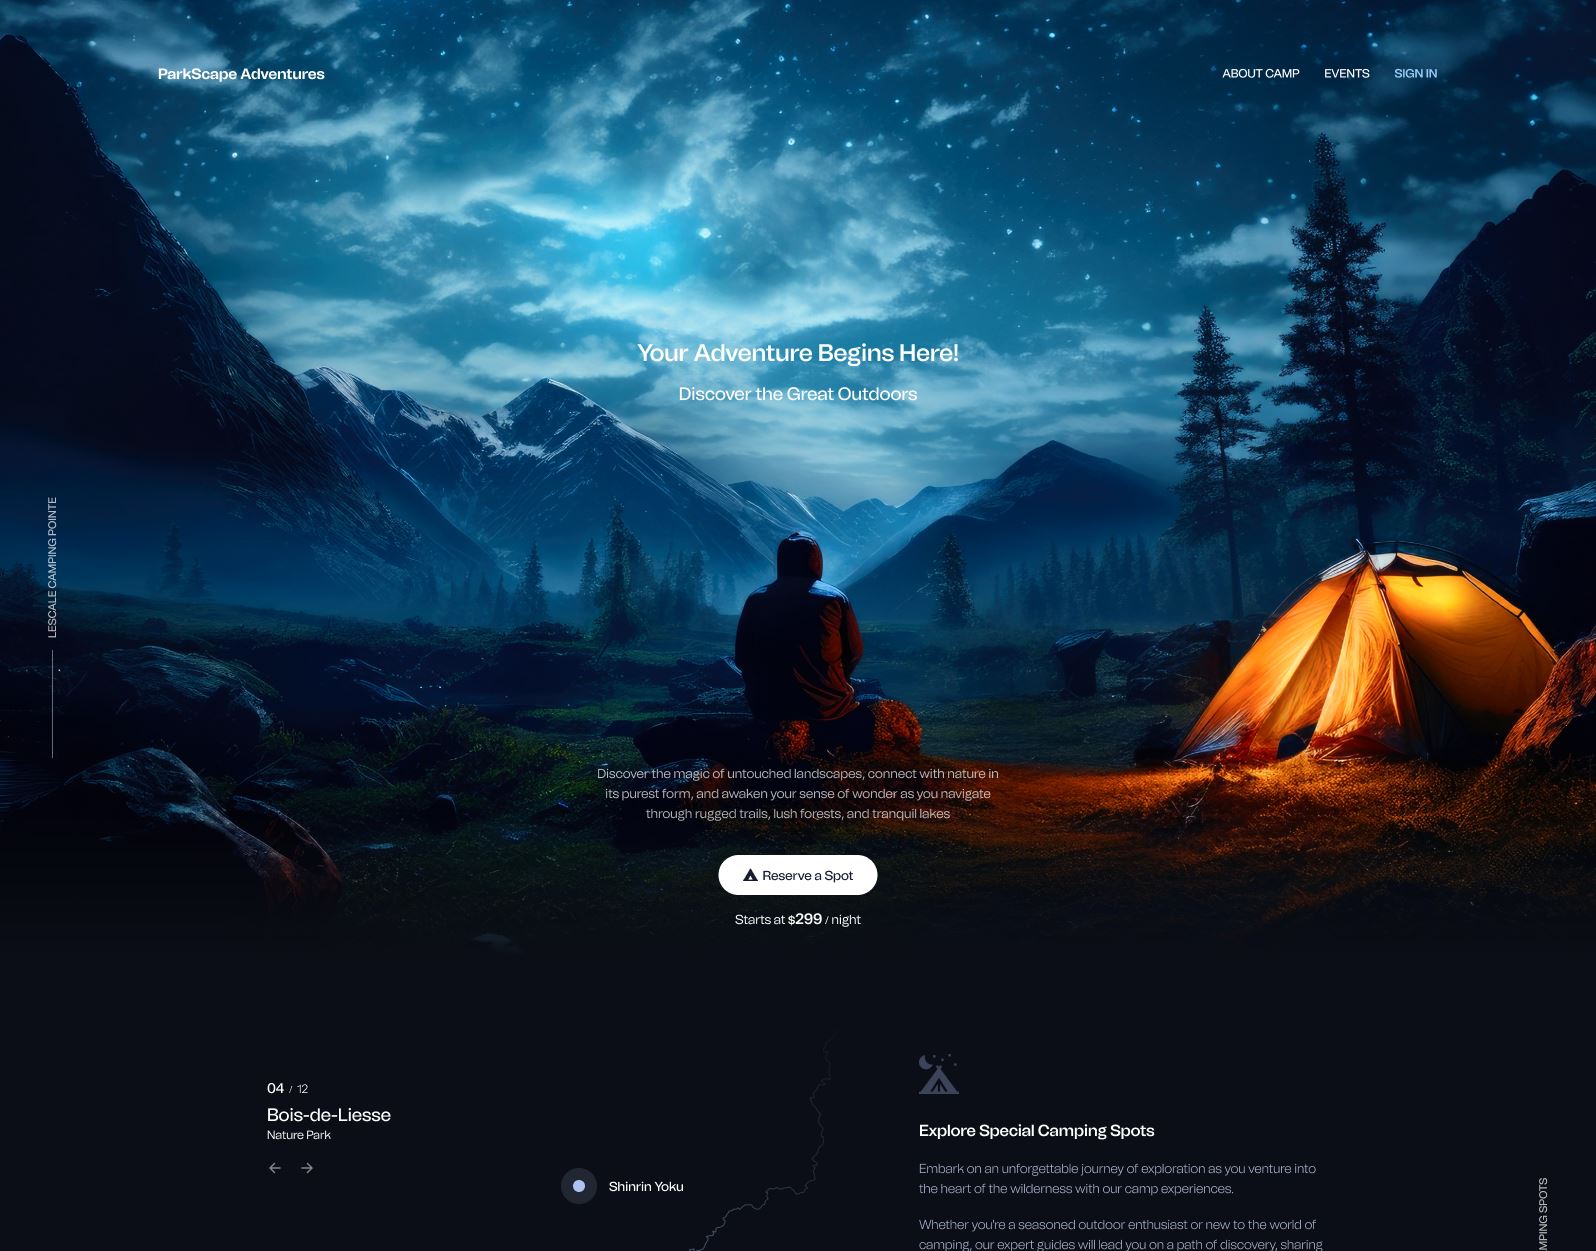 ParkScape Adventures
ABOUT CAMP
EVENTS
SIGN IN
Your Adventure Begins Here!
Discover the Great Outdoors
LESCALE CAMPING POINTE
Discover the magic of untouched landscapes, connect with nature in
its purest form, and awaken your sense of wonder as you navigate
through rugged trails, lush forests, and tranquil lakes
Reserve a Spot
Starts at $299 / night
04 / 12
Bois-de-Liesse
Nature Park
Shinrin Yoku
Explore Special Camping Spots
Embark on an unforgettable journey of exploration as you venture into
the heart of the wilderness with our camp experiences.
Whether you're a seasoned outdoor enthusiast or new to the world of
camping, our expert guides will lead you on a path of discovery, sharing
SPOTS